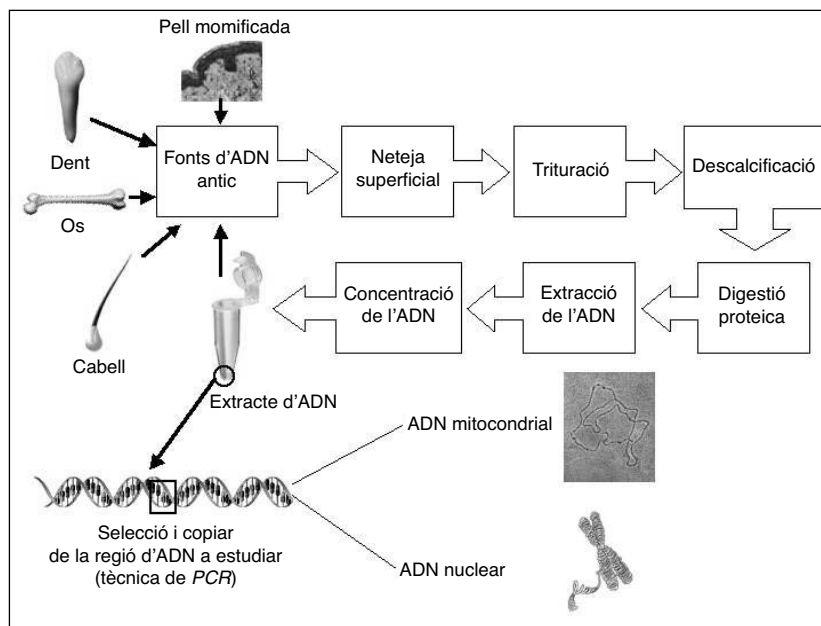 Pell momificada
Dent
Os
Cabell
Fonts d'ADN
antic
Neteja
superficial
Trituració
Descalcificació
Digestió
proteica
Extracció
de l'ADN
Concentració
de l'ADN
Extracte d'ADN
ADN mitocondrial
Selecció i copiar
de la regió d'ADN a estudiar
(tècnica de PCR)
ADN nuclear